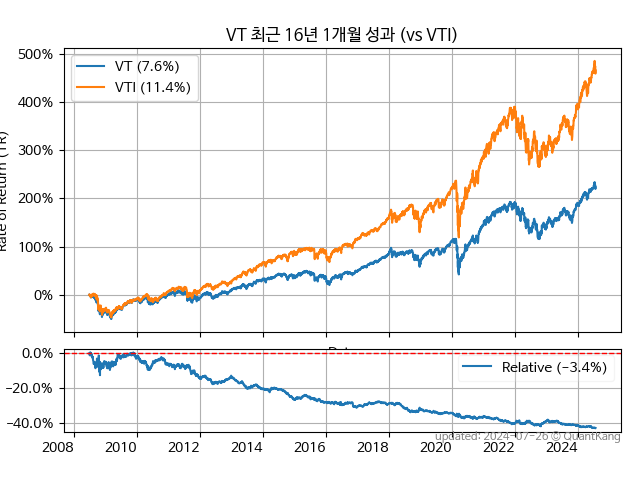 VT 최근 16년 1개월 성과 (vs VTI)
Rate of Return (TR)
500%
400%
300%
200%
100%
0%
VT (7.6%)
VTI (11.4%)
0.0%
−20.0%
−40.0%
Relative (−3.4%)
2008 2010 2012 2014 2016 2018 2020 2022 2024
updated: 2024-07-26 © QuantKang